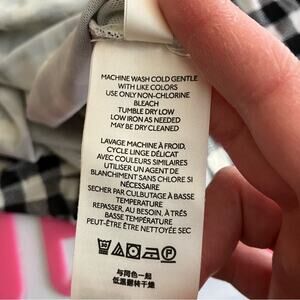 MACHINE WASH COLD GENTLE
WITH LIKE COLORS
USE ONLY NON-CHLORINE
BLEACH
TUMBLE DRY LOW
LOW IRON AS NEEDED
MAY BE DRY CLEANED
LAVAGE MACHINE À FROID,
CYCLE LINGE DÉLICAT
AVEC COULEURS SIMILAIRES
UTILISER UN AGENT DE
BLANCHIMENT SANS CHLORE SI
NÉCESSAIRE
SECHER PAR CULBUTAGE À BASSE
TEMPERATURE
REPASSER, AU BESOIN, À TRÈS
BASSE TEMPÉRATURE
PEUT-ÊTRE ÊTRE NETTOYÉE SEC
30
P
与同色一起
低温翻转干燥